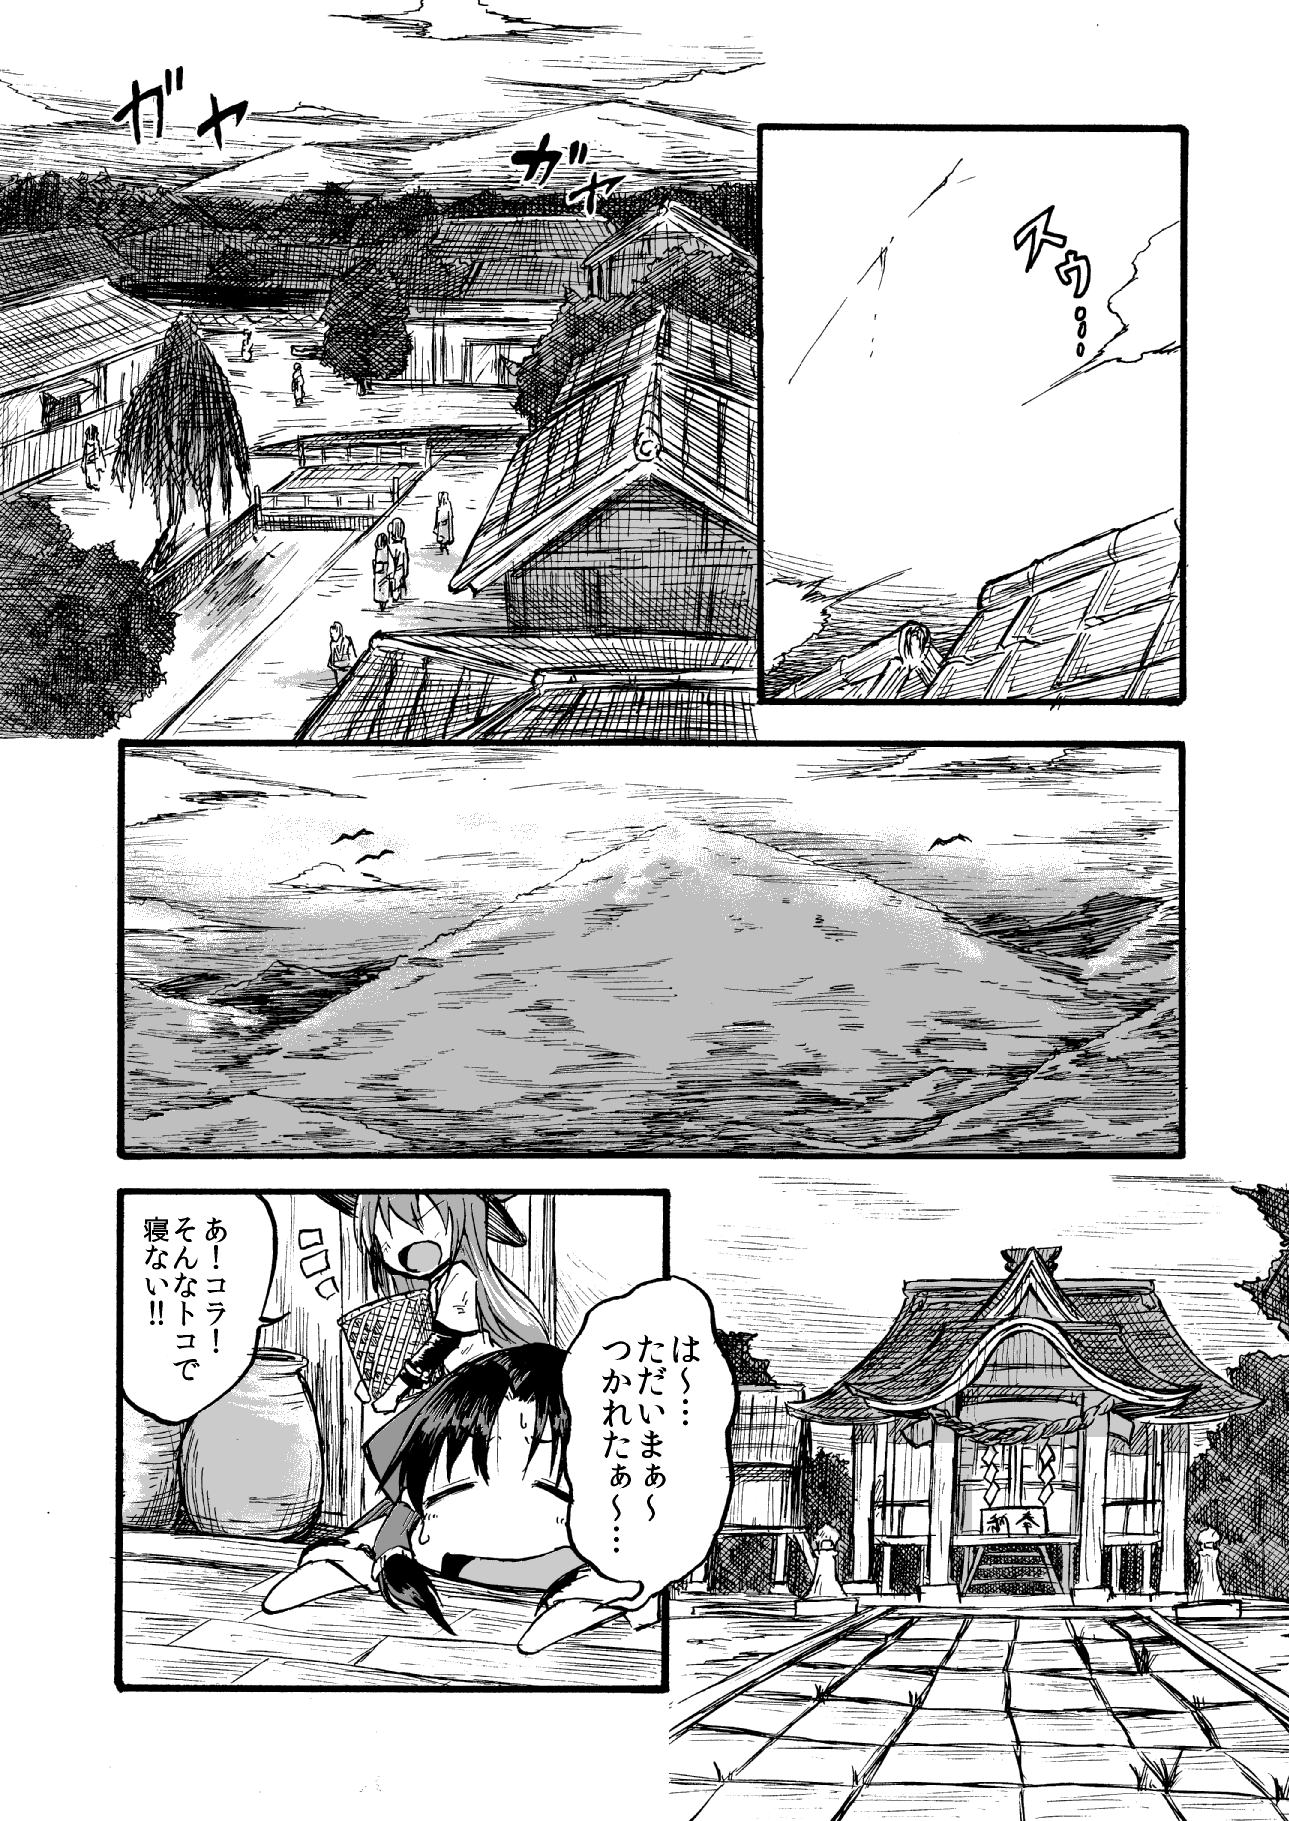 スゥ…
ガヤ
ガヤ
奉納
は～…
ただいまぁ～
つかれたぁ～…
あ！コラ！
そんなトコで
寝ない!!